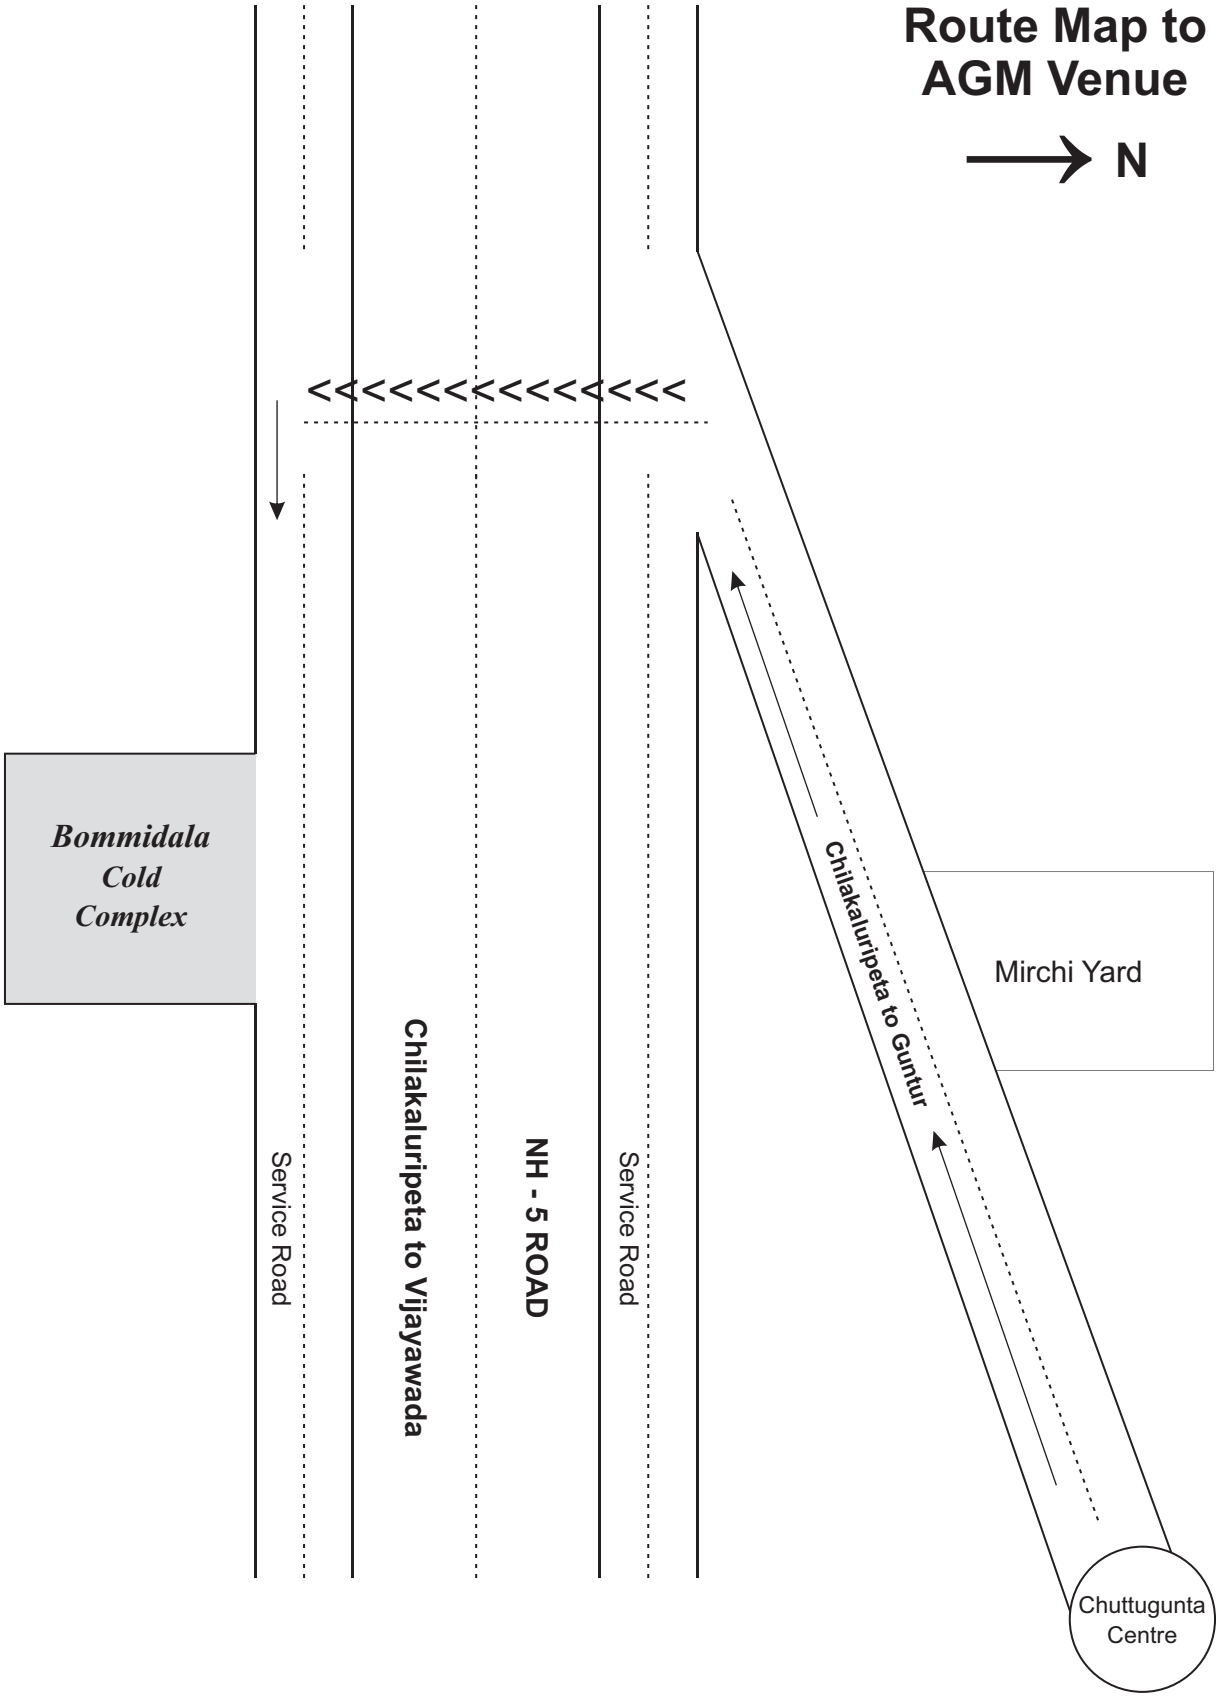 Route Map to
AGM Venue
N
<<<<<<<<<<<<<<
Bommidala
Cold
Complex
Chilakaluripeta to Guntur
Mirchi Yard
Service Road
Chilakaluripeta to Vijayawada
NH - 5 ROAD
Service Road
Chuttugunta
Centre